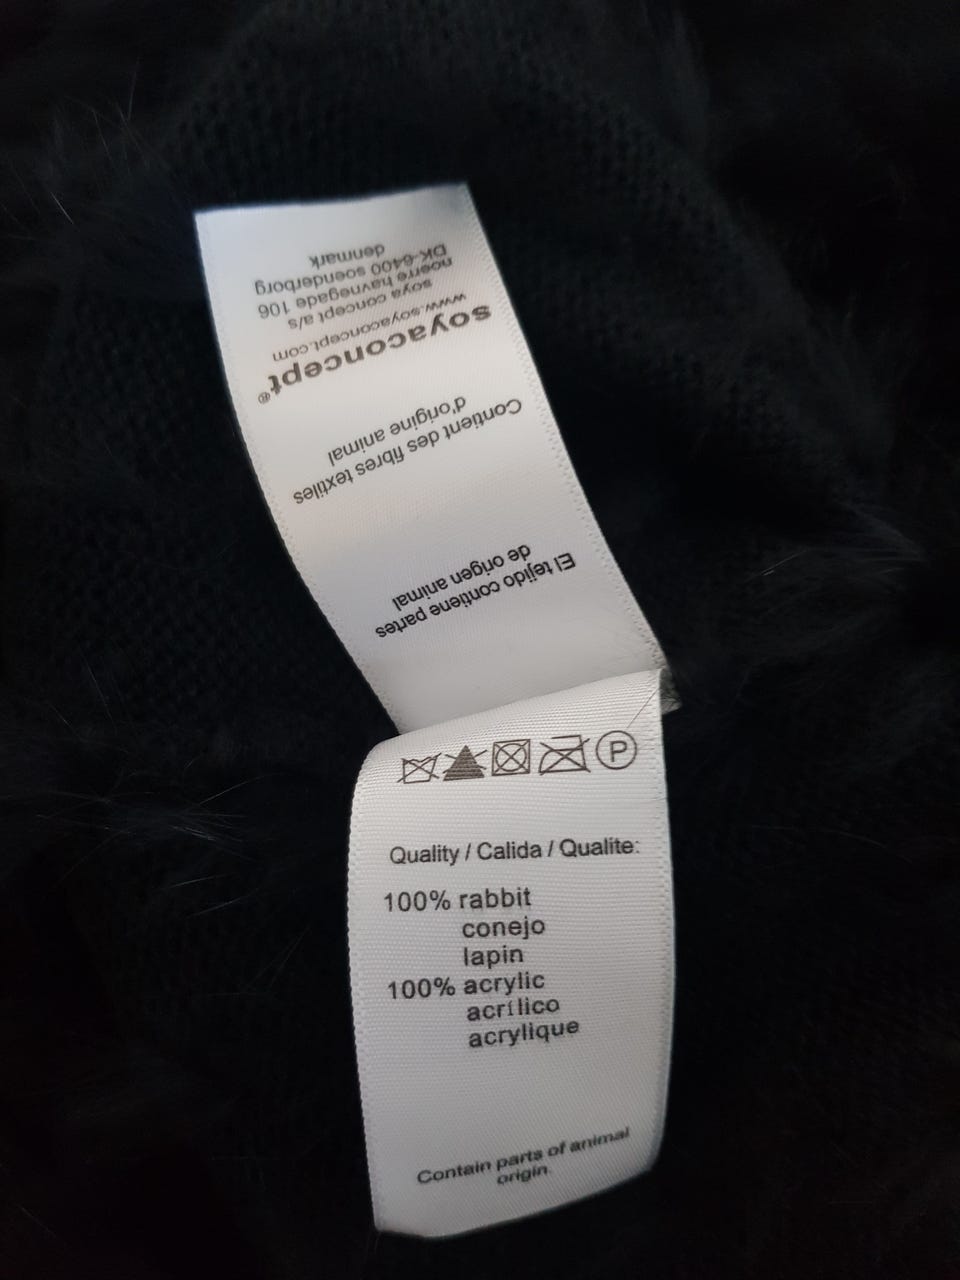 P
Quality / Calida / Qualite:
100% rabbit
conejo
lapin
100% acrylic
acrílico
acrylique
Contain parts of animal
origin.
El tejido contiene partes
de origen animal
Contient des fibres textiles
d'origine animal
soyaconcept®
www.soyaconcept.com
soya concept a/s
noerre havnegade 106
DK-6400 soenderborg
denmark